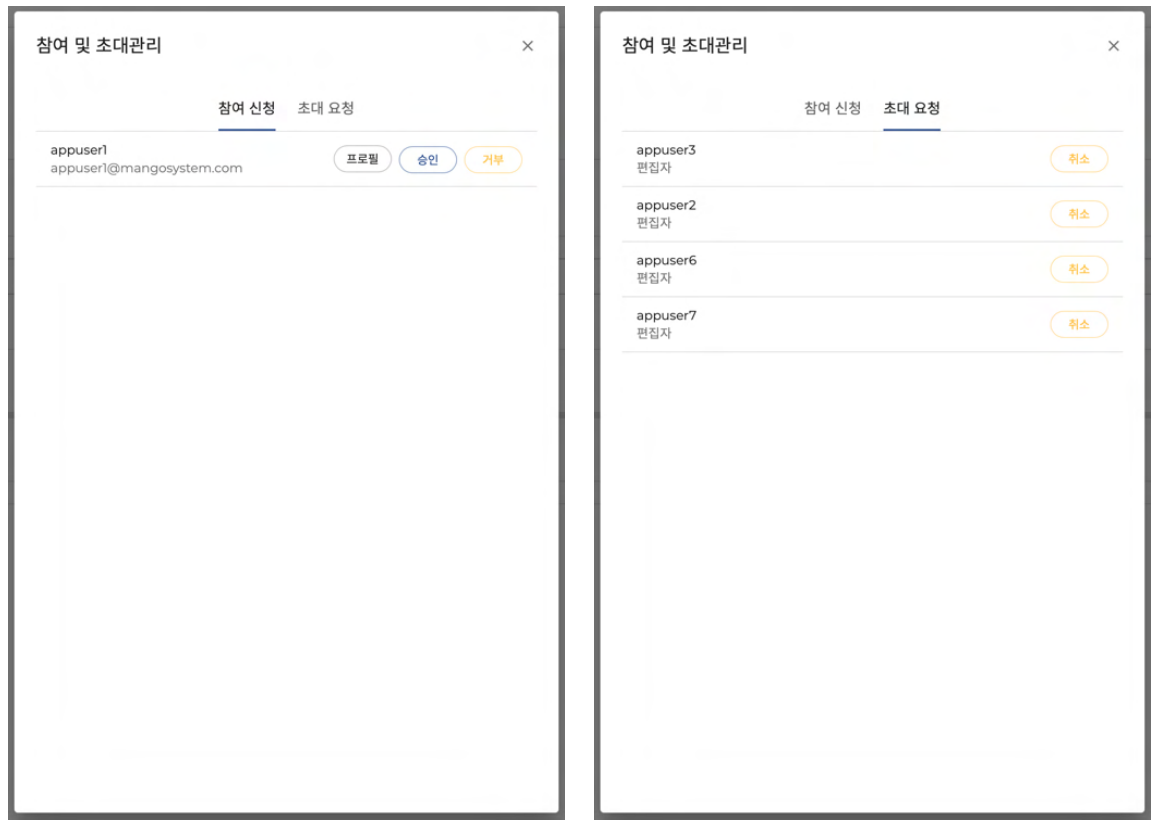 참여 및 초대관리
참여 신청 초대 요청
appuser1
appuser1@mangosystem.com
프로필 승인 거부
참여 및 초대관리
참여 신청 초대 요청
appuser3
편집자
취소
appuser2
편집자
취소
appuser6
편집자
취소
appuser7
편집자
취소